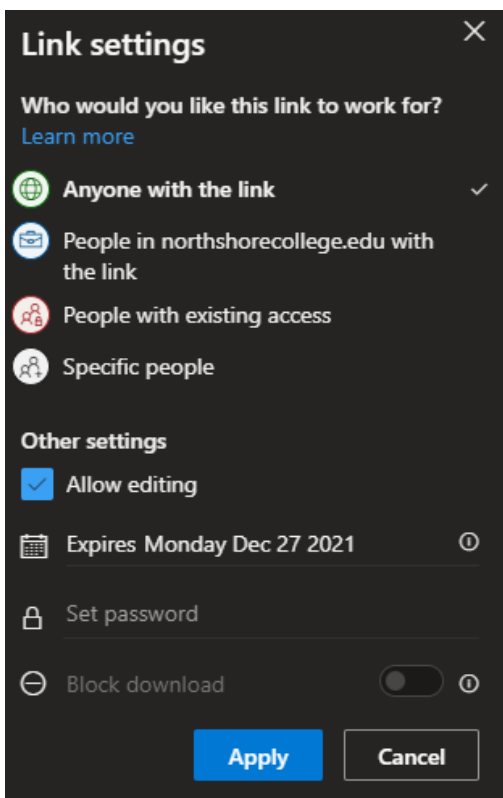 Link settings
Who would you like this link to work for?
Learn more
Anyone with the link
People in northshorecollege.edu with
the link
People with existing access
Specific people
Other settings
Allow editing
Expires Monday Dec 27 2021
Set password
Block download
Apply
Cancel